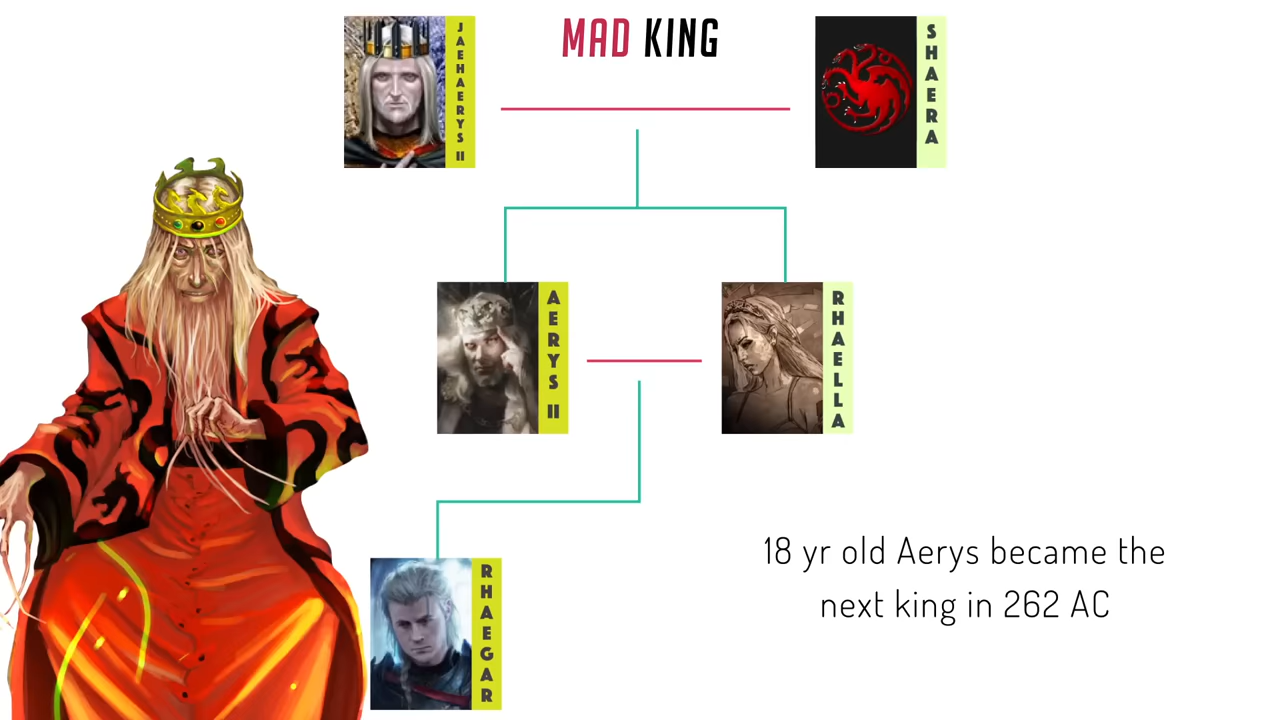 MAD KING
JAEHAERYS II
SHAERA
AERYS II
RHAELLA
RHAEGAR
18 yr old Aerys became the
next king in 262 AC